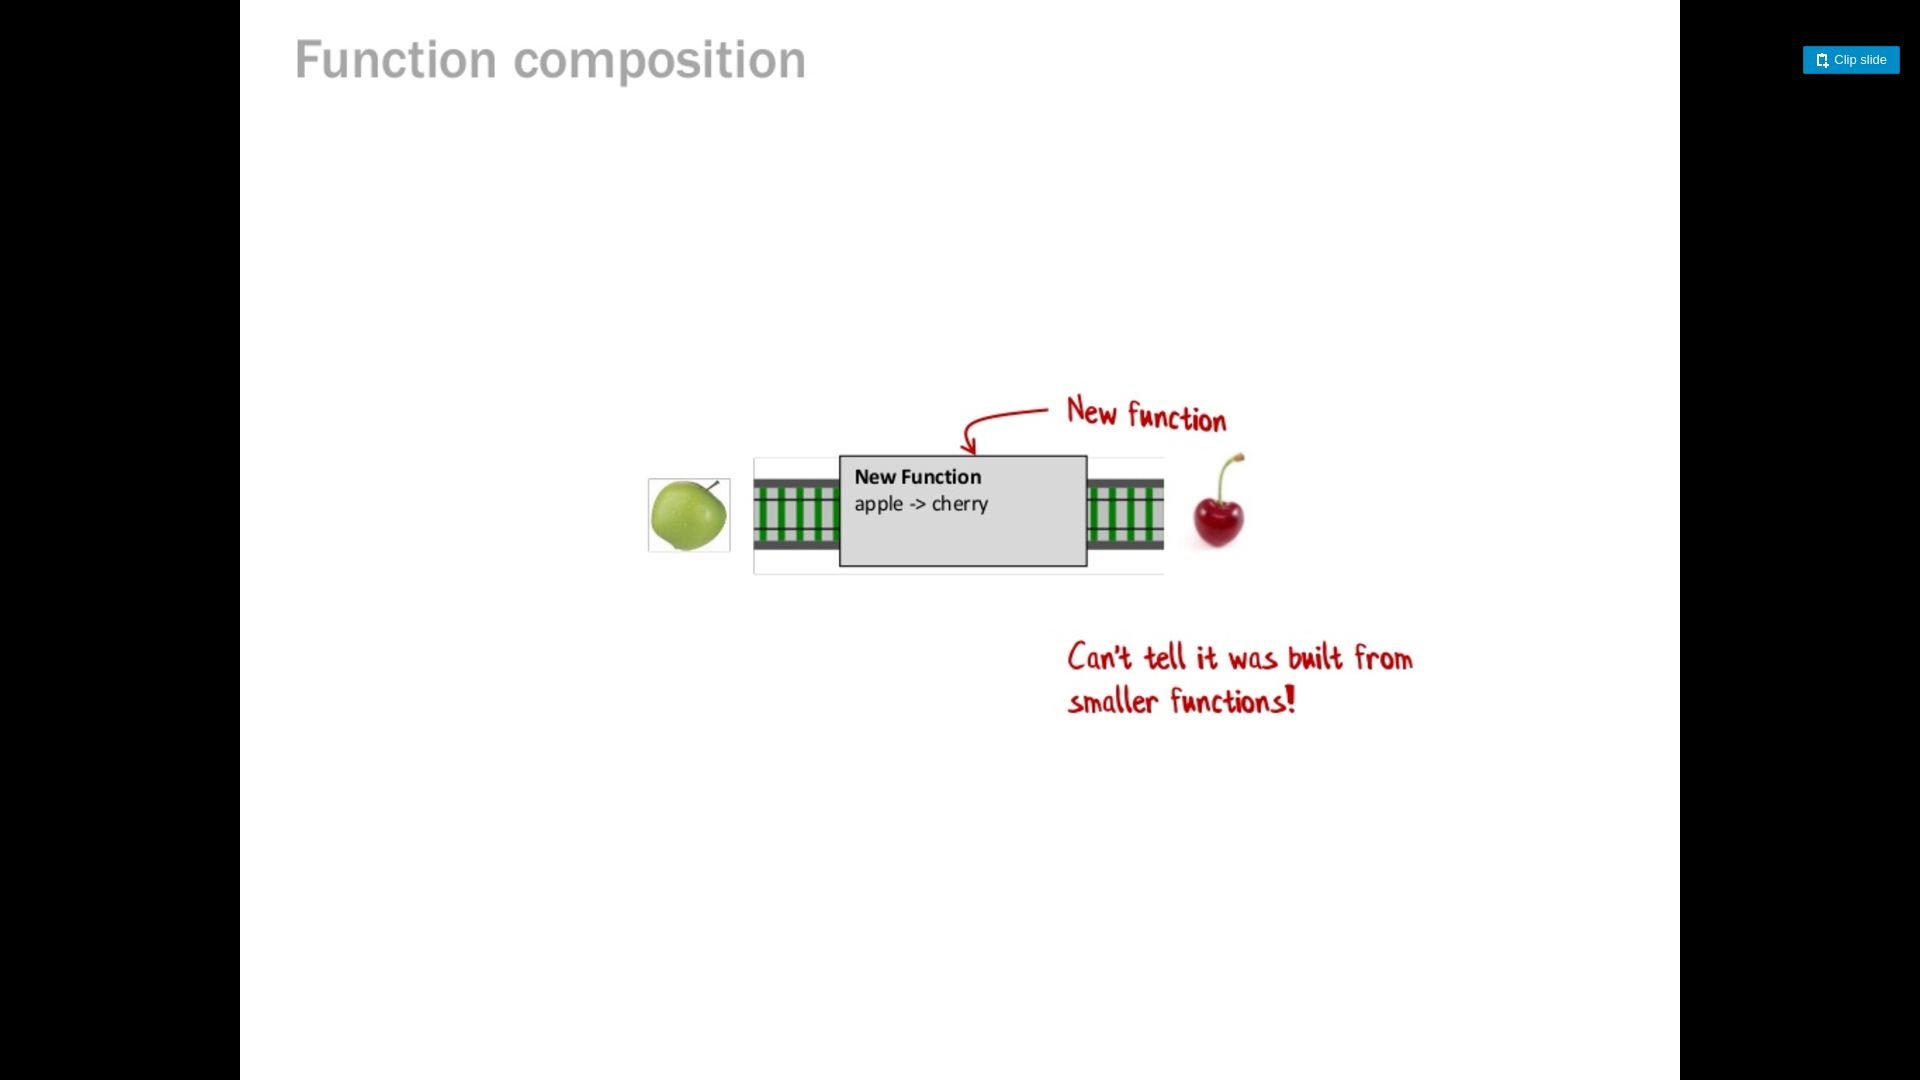 Function composition
Clip slide
New function
New Function
apple -> cherry
Can't tell it was built from
smaller functions!